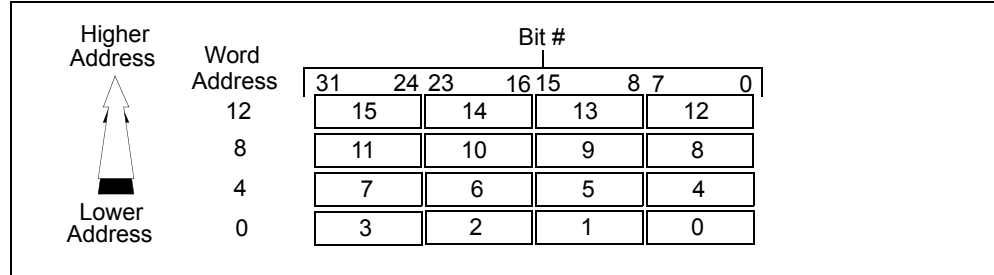 Higher Address
Word Address
Bit #
31 24 23 16 15 8 7 0
12 15 14 13 12
8 11 10 9 8
4 7 6 5 4
Lower Address
0 3 2 1 0